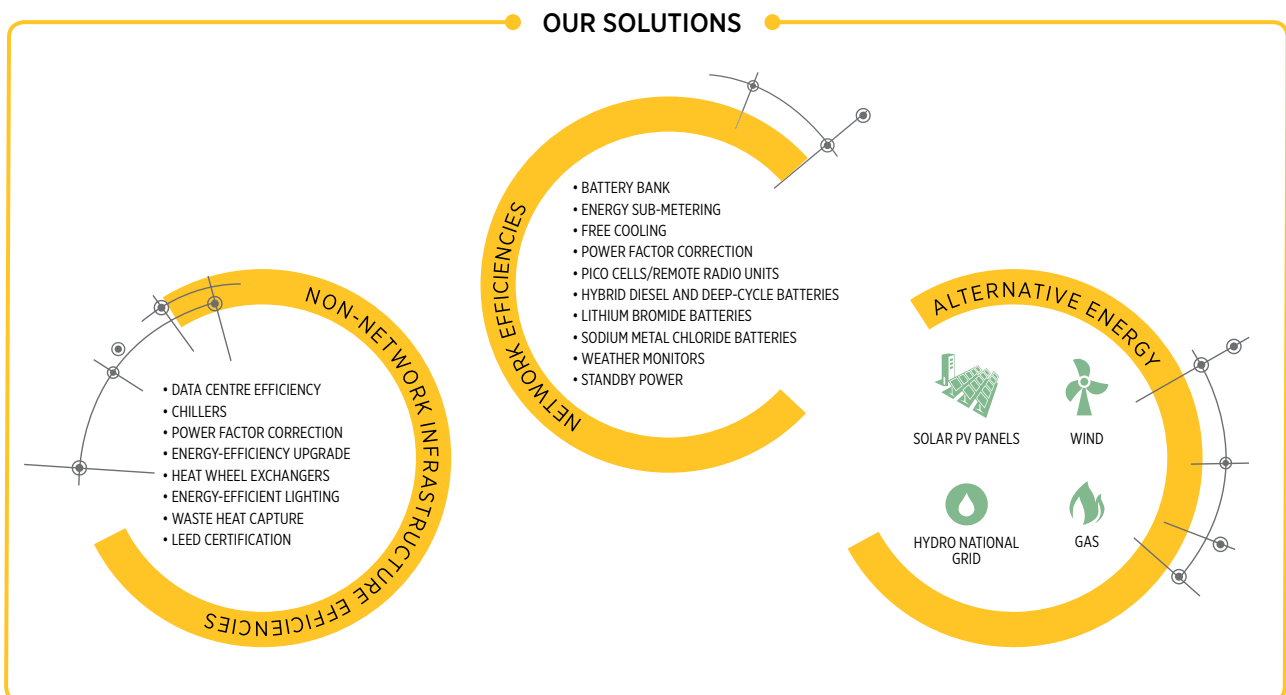 OUR SOLUTIONS
NON-NETWORK INFRASTRUCTURE EFFICIENCIES
• DATA CENTRE EFFICIENCY
• CHILLERS
• POWER FACTOR CORRECTION
• ENERGY-EFFICIENCY UPGRADE
• HEAT WHEEL EXCHANGERS
• ENERGY-EFFICIENT LIGHTING
• WASTE HEAT CAPTURE
• LEED CERTIFICATION
NETWORK EFFICIENCIES
• BATTERY BANK
• ENERGY SUB-METERING
• FREE COOLING
• POWER FACTOR CORRECTION
• PICO CELLS/REMOTE RADIO UNITS
• HYBRID DIESEL AND DEEP-CYCLE BATTERIES
• LITHIUM BROMIDE BATTERIES
• SODIUM METAL CHLORIDE BATTERIES
• WEATHER MONITORS
• STANDBY POWER
ALTERNATIVE ENERGY
SOLAR PV PANELS
WIND
HYDRO NATIONAL
GRID
GAS